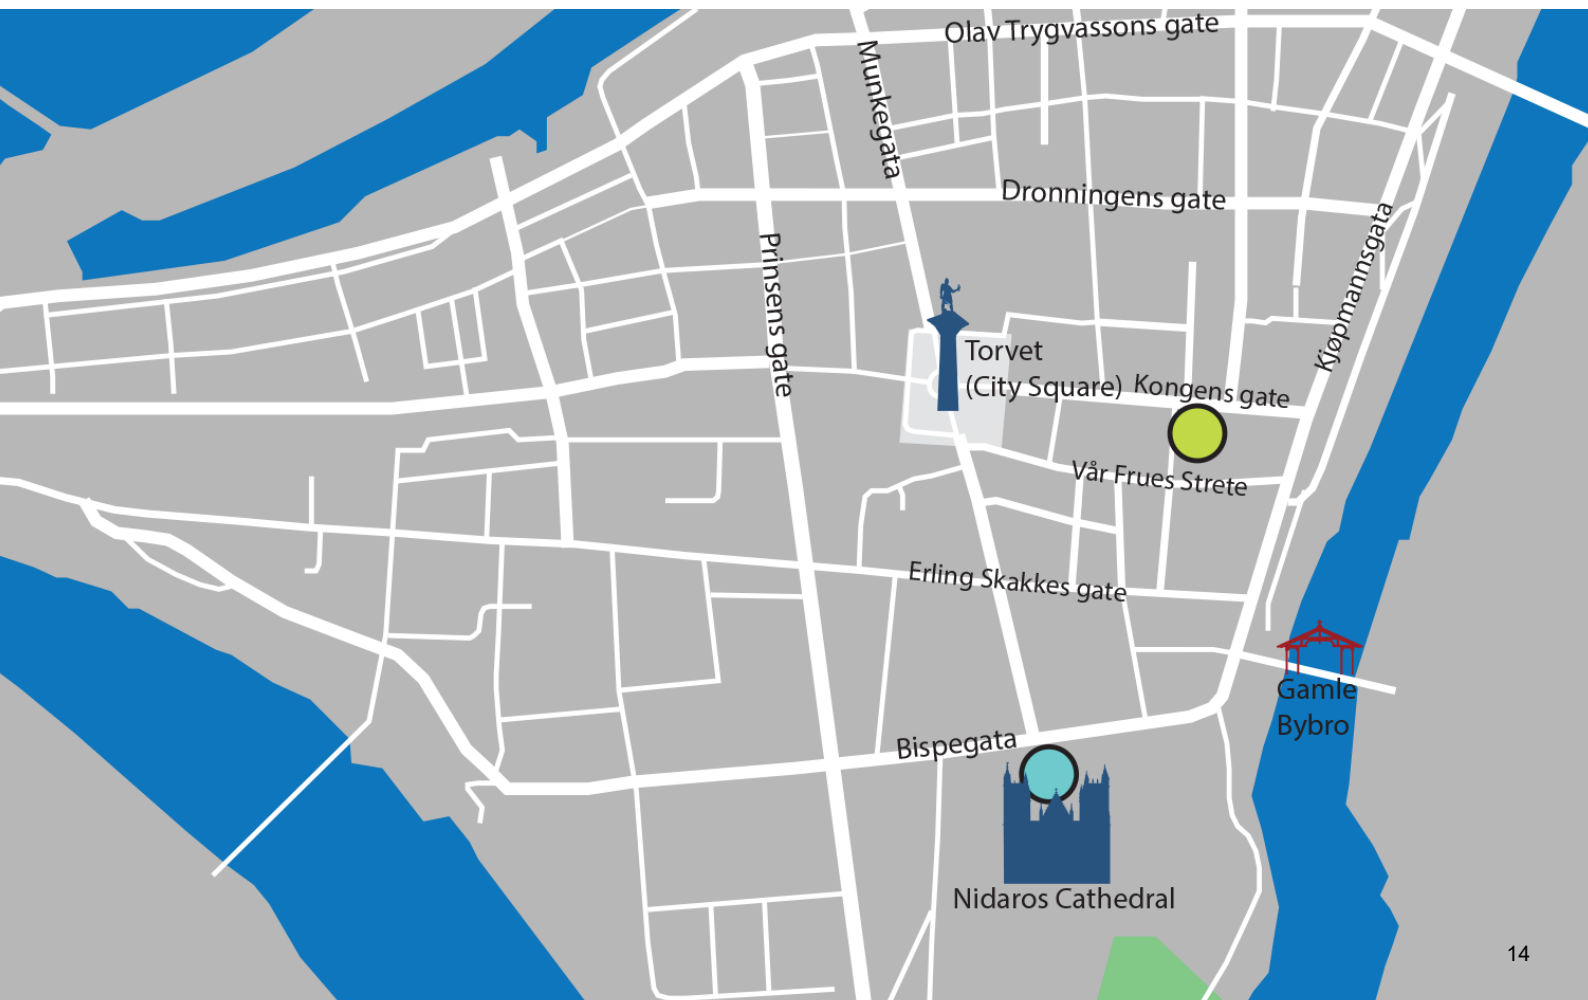 Olav Trygvassons gate
Munkegata
Dronningens gate
Kjøpmannsgata
Prinsens gate
Torvet
(City Square)
Kongens gate
Vår Frues Strete
Erling Skakkes gate
Gamle
Bybro
Bispegata
Nidaros Cathedral
14